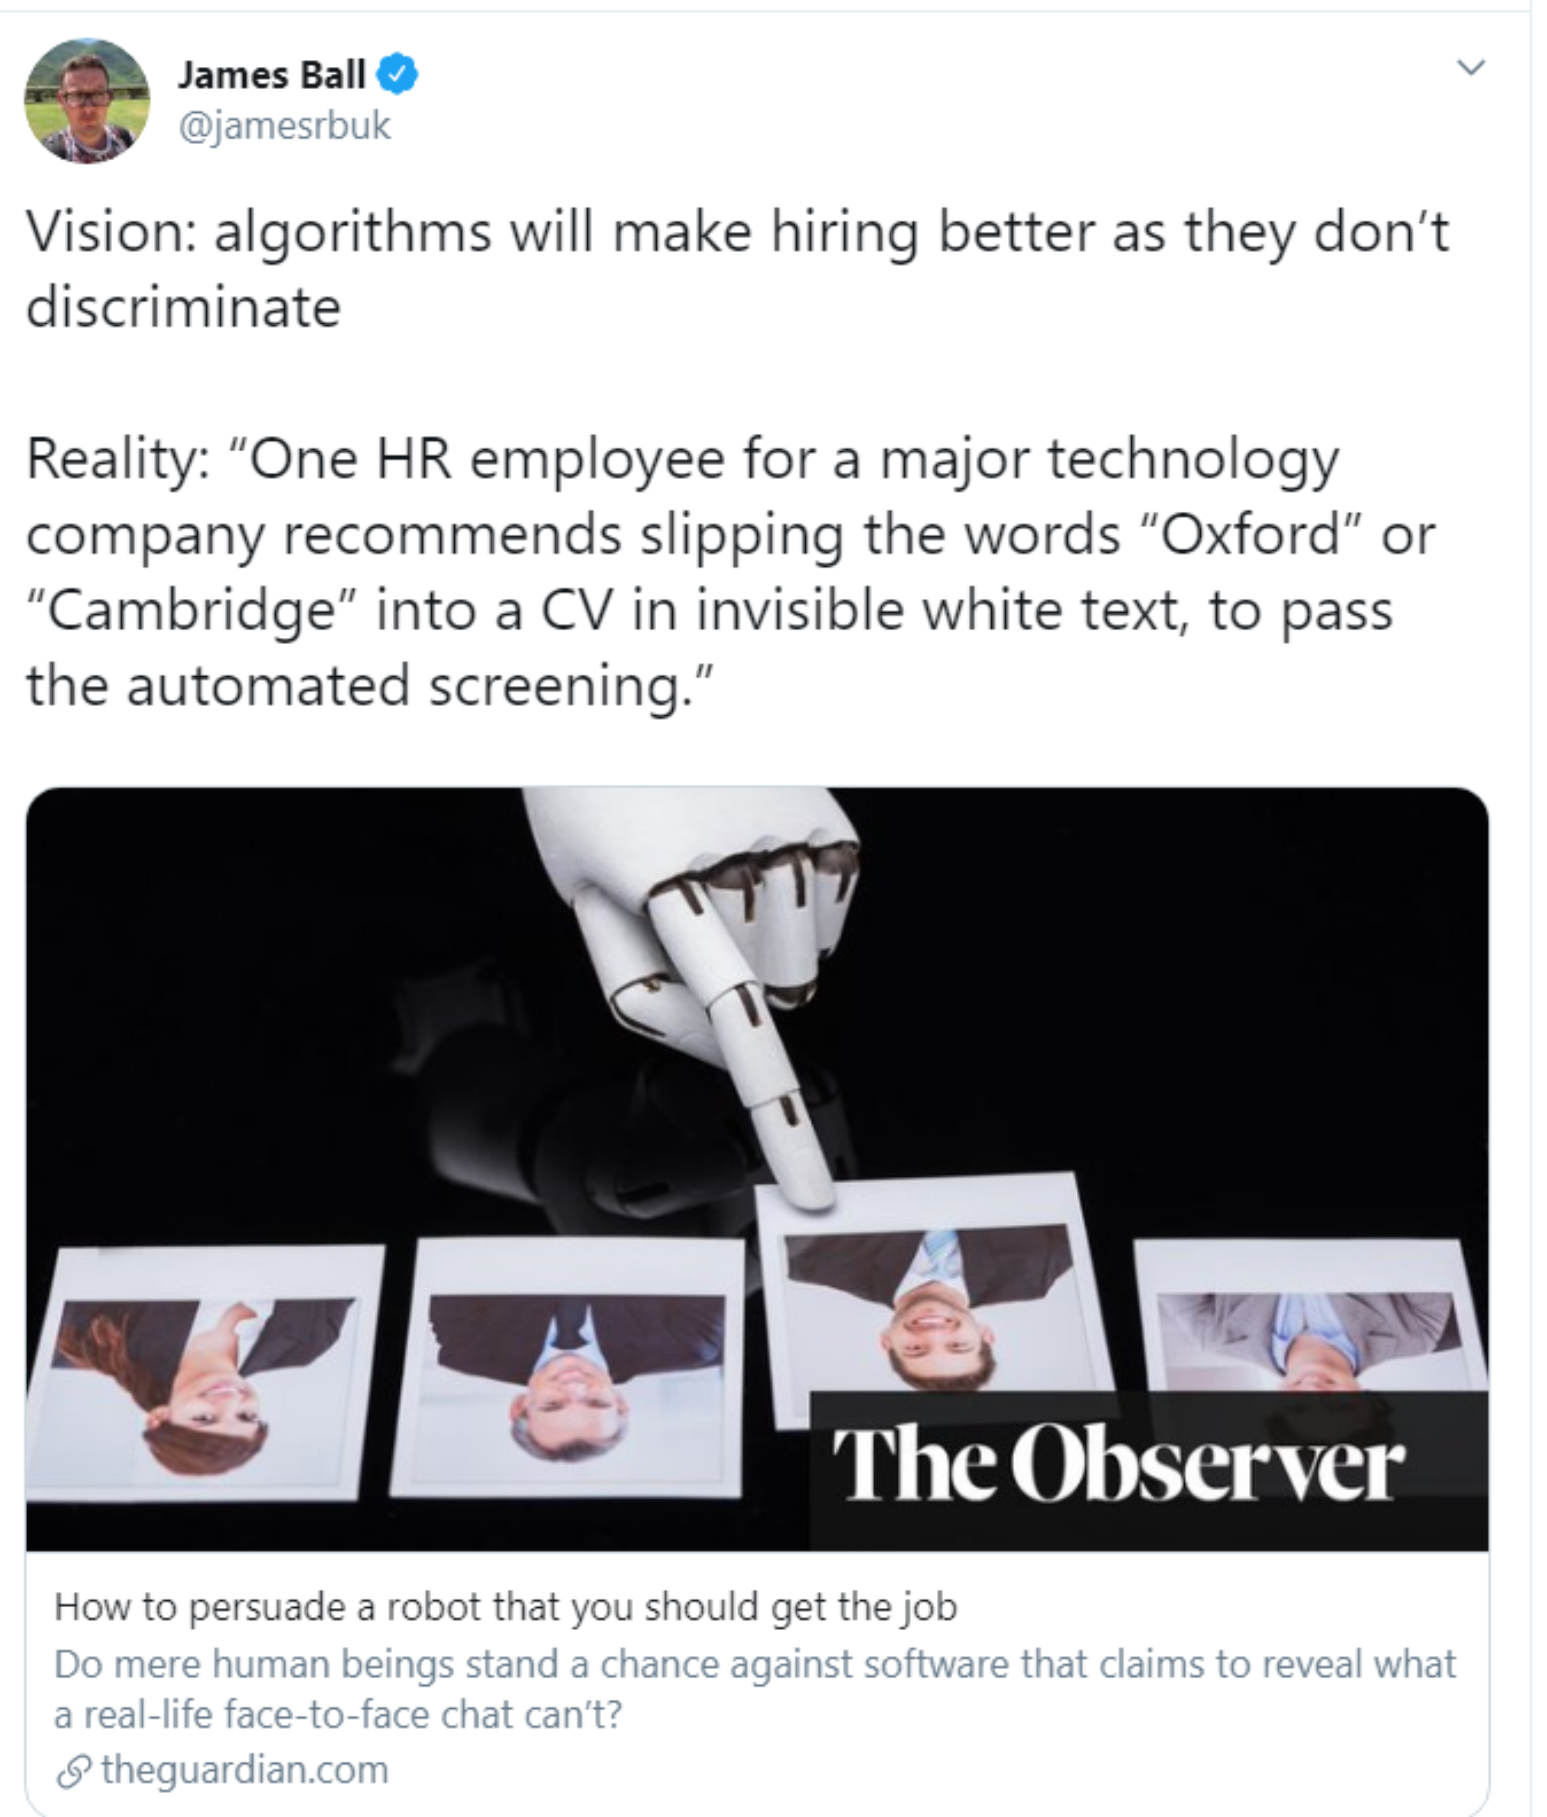 James Ball
@jamesrbuk
Vision: algorithms will make hiring better as they don’t
discriminate
Reality: “One HR employee for a major technology
company recommends slipping the words “Oxford” or
“Cambridge” into a CV in invisible white text, to pass
the automated screening.”
The Observer
How to persuade a robot that you should get the job
Do mere human beings stand a chance against software that claims to reveal what
a real-life face-to-face chat can’t?
theguardian.com